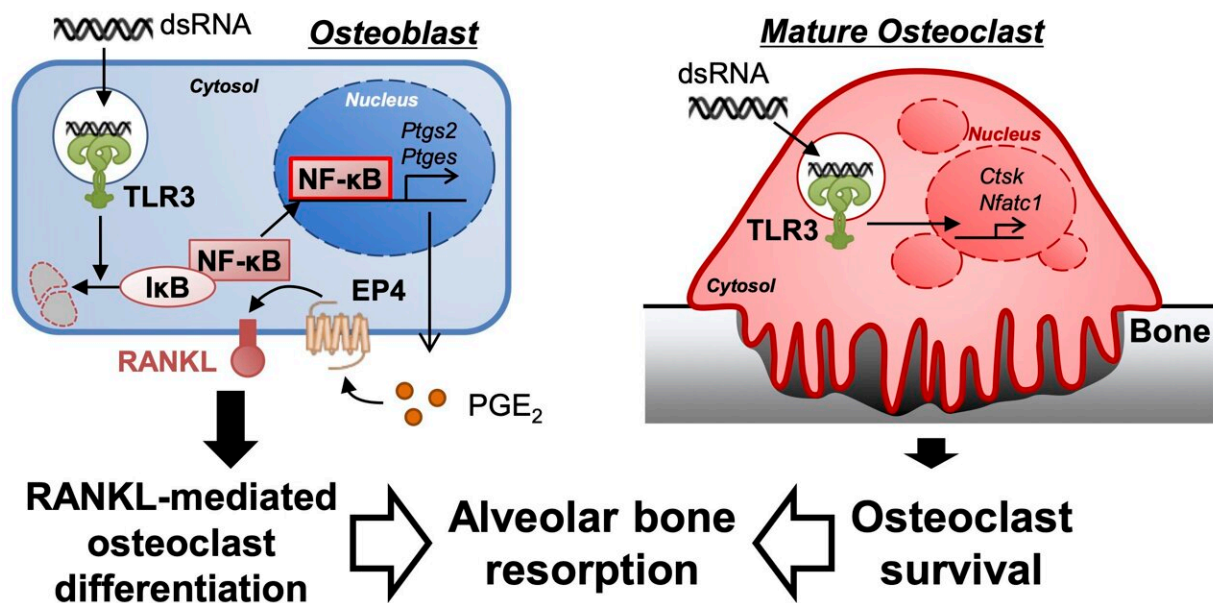 dsRNA
Osteoblast
Cytosol
Nucleus
Ptgs2
Ptges
NF-κB
TLR3
NF-κB
IκB
EP4
RANKL
PGE₂
RANKL-mediated
osteoclast
differentiation
Mature Osteoclast
dsRNA
Nucleus
Ctsk
Nfatc1
TLR3
Cytosol
Bone
Alveolar bone
resorption
Osteoclast
survival